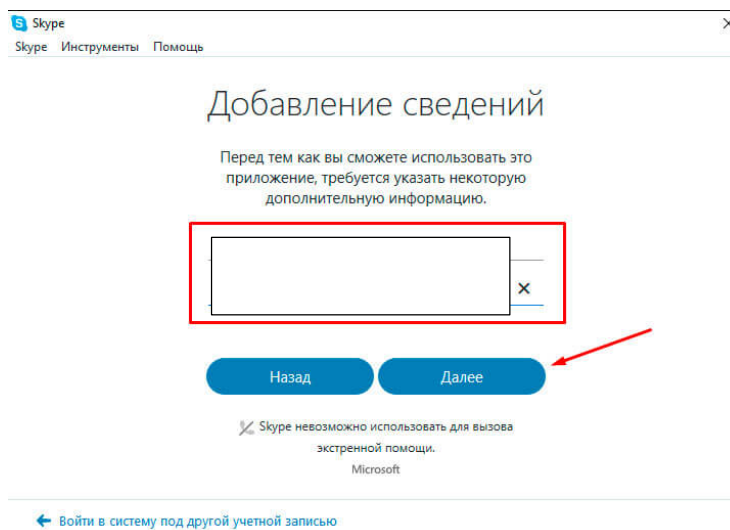 Skype
Skype Инструменты Помощь
Добавление сведений
Перед тем как вы сможете использовать это
приложение, требуется указать некоторую
дополнительную информацию.
Назад Далее
Skype невозможно использовать для вызова
экстренной помощи.
Microsoft
Войти в систему под другой учетной записью